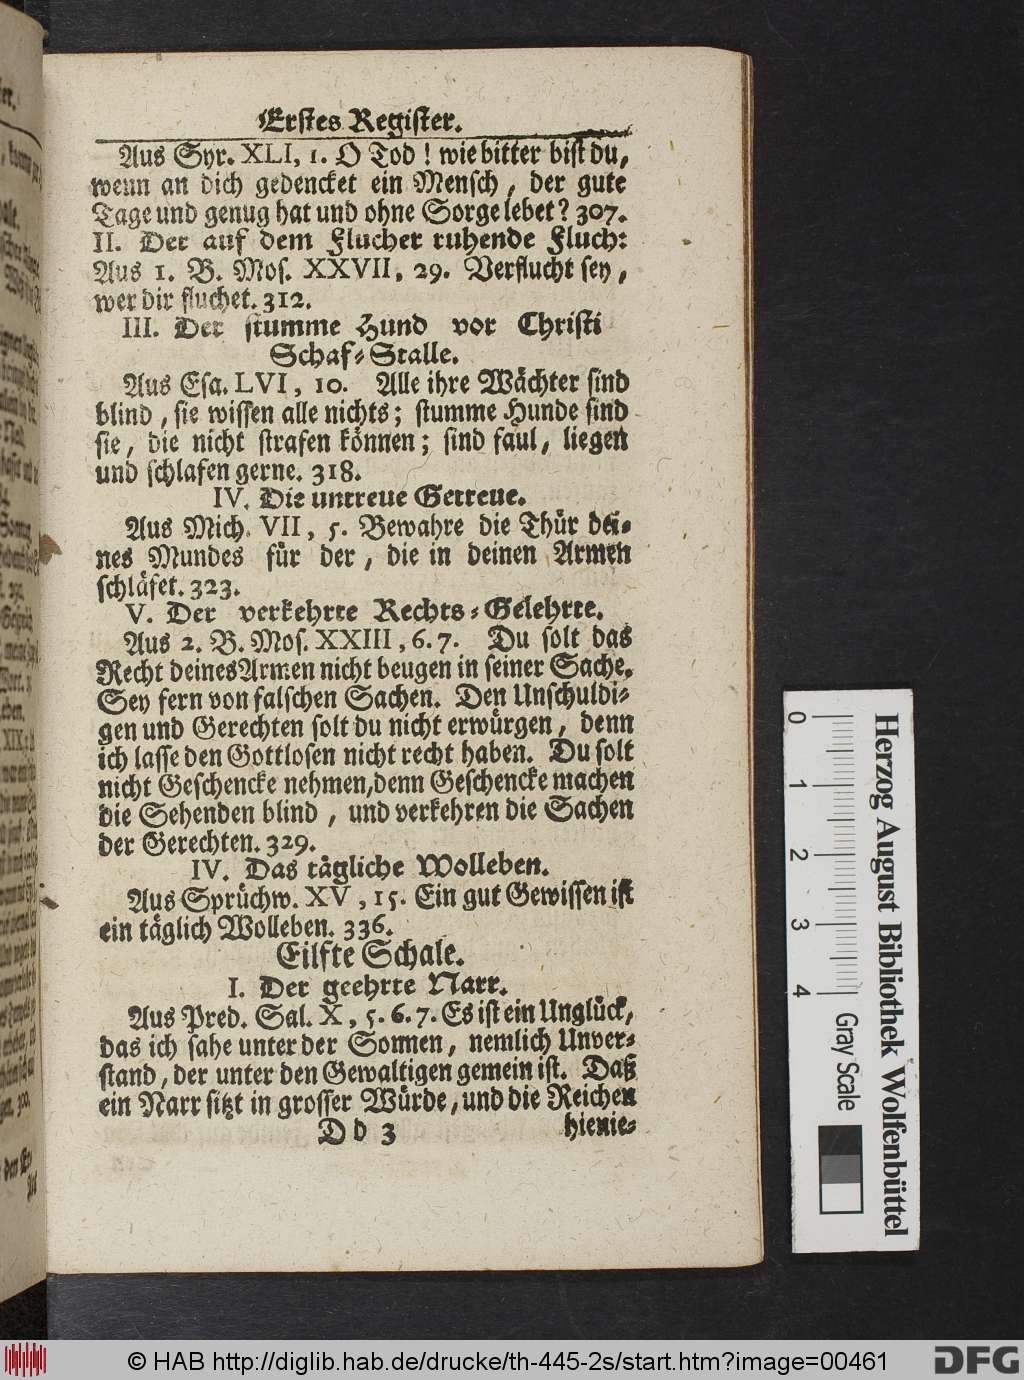 Erstes Register.
Aus Syr. XLI, 1. O Tod! wie bitter bist du,
wenn an dich gedencket ein Mensch, der gute
Tage und genug hat und ohne Sorge lebet? 307.
II. Der auf dem Flucher ruhende Fluch:
Aus 1. B. Mos. XXVII, 29. Verflucht sey,
wer dir fluchet. 312.
III. Der stumme Hund vor Christi
Schaf-Stalle.
Aus Esa. LVI, 10. Alle ihre Wächter sind
blind, sie wissen alle nichts; stumme Hunde sind
sie, die nicht strafen können; sind faul, liegen
und schlafen gerne. 318.
IV. Die untreue Getreue.
Aus Mich. VII, 5. Bewahre die Thür dei-
nes Mundes für der, die in deinen Armen
schläfet. 323.
V. Der verkehrte Rechts-Gelehrte.
Aus 2. B. Mos. XXIII, 6. 7. Du solt das
Recht deines Armen nicht beugen in seiner Sache.
Sey fern von falschen Sachen. Den Unschuldi-
gen und Gerechten solt du nicht erwürgen, denn
ich lasse den Gottlosen nicht recht haben. Du solt
nicht Geschencke nehmen, denn Geschencke machen
die Sehenden blind, und verkehren die Sachen
der Gerechten. 329.
IV. Das tägliche Wolleben.
Aus Sprüchw. XV, 15. Ein gut Gewissen ist
ein täglich Wolleben. 336.
Eilfte Schale.
I. Der geehrte Narr.
Aus Pred. Sal. X, 5. 6. 7. Es ist ein Unglück,
das ich sahe unter der Sonnen, nemlich Unver-
stand, der unter den Gewaltigen gemein ist. Daß
ein Narr sitzt in grosser Würde, und die Reichen
Dd 3 hienie-
0 1 2 3 4 Gray Scale
Herzog August Bibliothek Wolfenbüttel
© HAB http://diglib.hab.de/drucke/th-445-2s/start.htm?image=00461
DFG